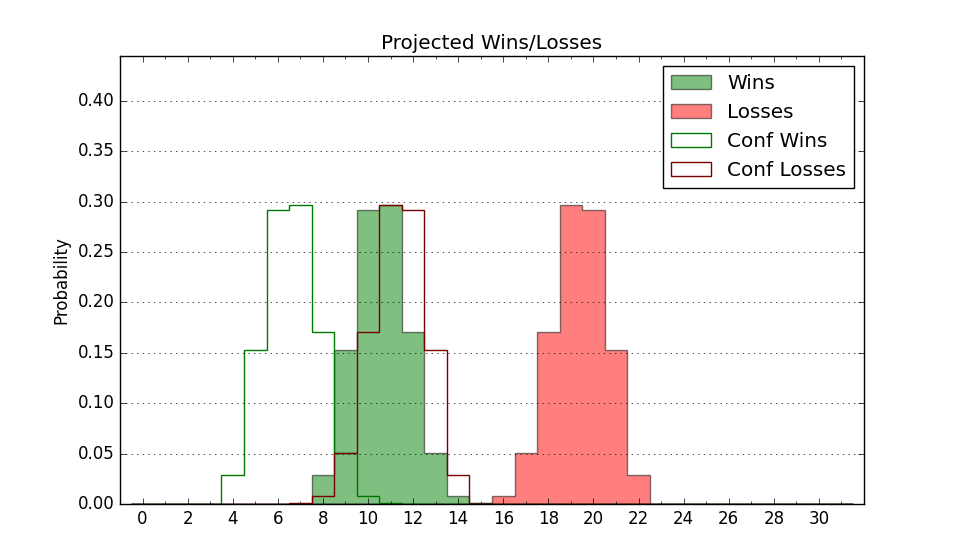 Projected Wins/Losses
Probability
0.40
0.35
0.30
0.25
0.20
0.15
0.10
0.05
0.00
0 2 4 6 8 10 12 14 16 18 20 22 24 26 28 30
Wins
Losses
Conf Wins
Conf Losses